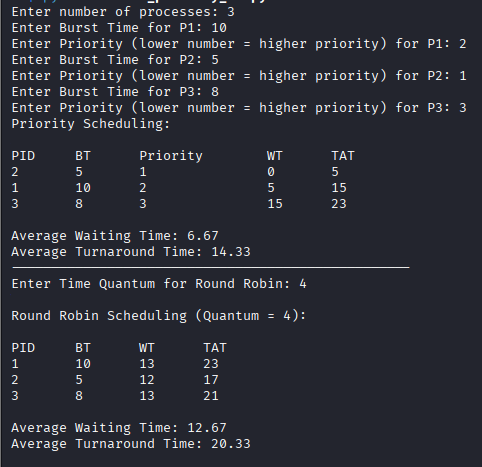 Enter number of processes: 3
Enter Burst Time for P1: 10
Enter Priority (lower number = higher priority) for P1: 2
Enter Burst Time for P2: 5
Enter Priority (lower number = higher priority) for P2: 1
Enter Burst Time for P3: 8
Enter Priority (lower number = higher priority) for P3: 3
Priority Scheduling:
PID BT Priority WT TAT
2 5 1 0 5
1 10 2 5 15
3 8 3 15 23
Average Waiting Time: 6.67
Average Turnaround Time: 14.33
Enter Time Quantum for Round Robin: 4
Round Robin Scheduling (Quantum = 4):
PID BT WT TAT
1 10 13 23
2 5 12 17
3 8 13 21
Average Waiting Time: 12.67
Average Turnaround Time: 20.33